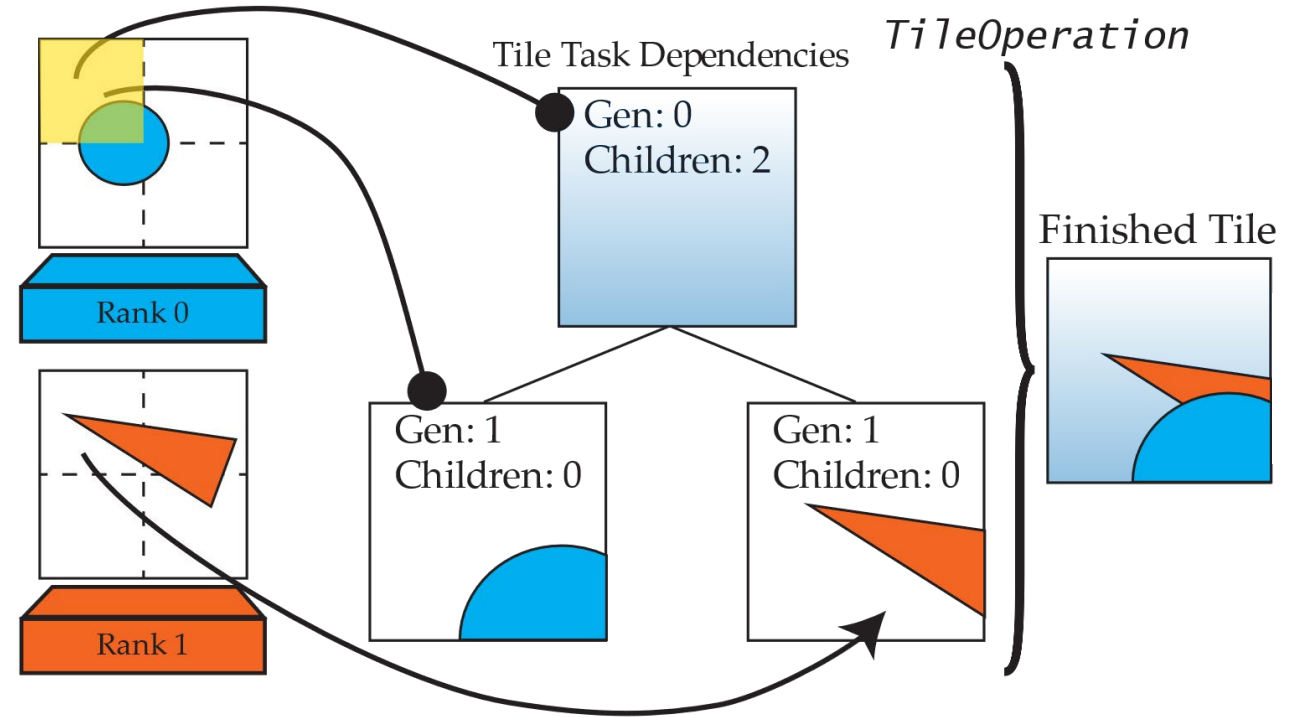 TileOperation
Tile Task Dependencies
Gen: 0
Children: 2
Finished Tile
Rank 0
Gen: 1
Children: 0
Gen: 1
Children: 0
Rank 1